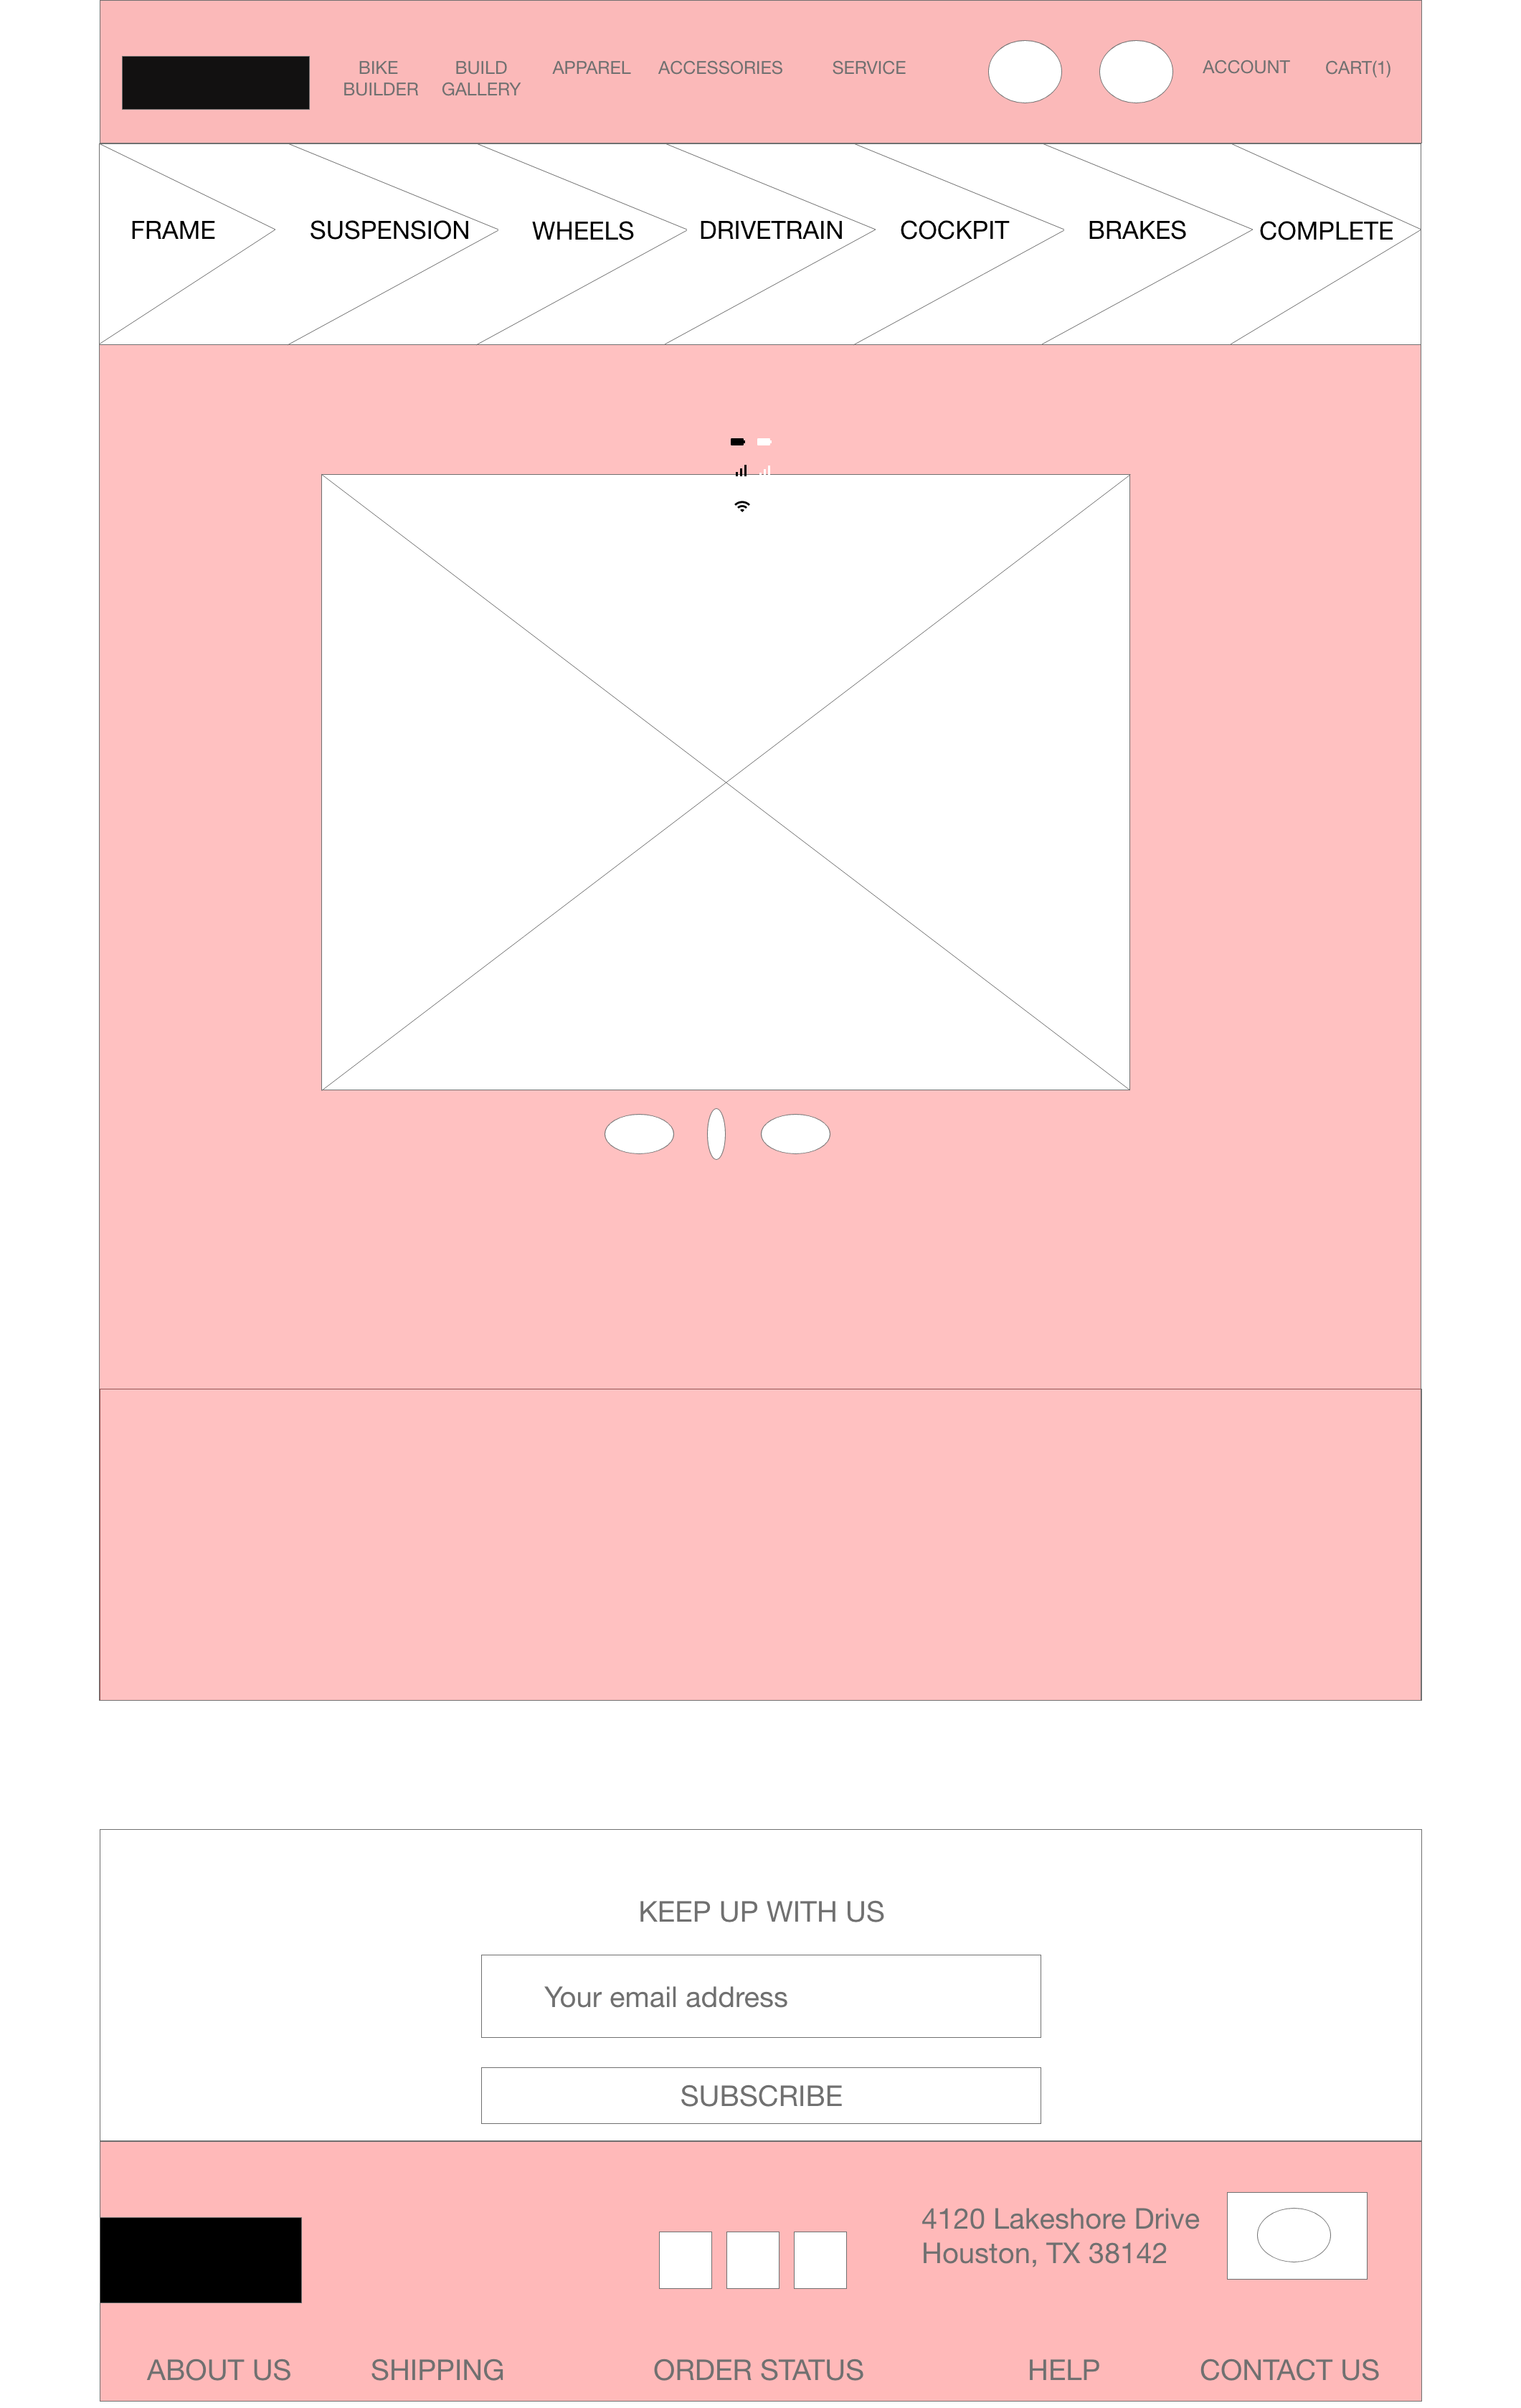 BIKE
BUILDER
BUILD
GALLERY
APPAREL
ACCESSORIES
SERVICE
ACCOUNT
CART(1)
FRAME
SUSPENSION
WHEELS
DRIVETRAIN
COCKPIT
BRAKES
COMPLETE
KEEP UP WITH US
Your email address
SUBSCRIBE
4120 Lakeshore Drive
Houston, TX 38142
ABOUT US
SHIPPING
ORDER STATUS
HELP
CONTACT US